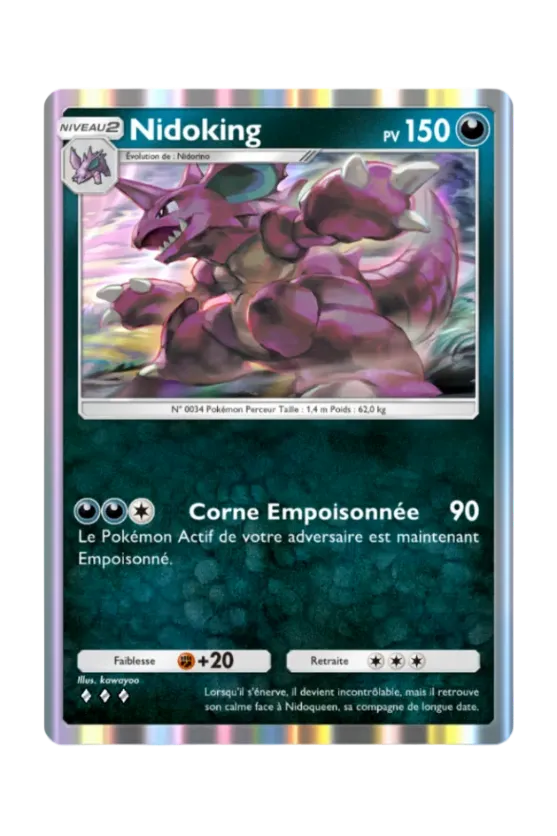 NIVEAU2 Nidoking PV 150
Évolution de : Nidorino
N° 0034 Pokémon Perceur Taille : 1,4 m Poids : 62,0 kg
Corne Empoisonnée 90
Le Pokémon Actif de votre adversaire est maintenant
Empoisonné.
Faiblesse +20 Retraite
Illus. kawayoo
Lorsqu'il s'énerve, il devient incontrôlable, mais il retrouve
son calme face à Nidoqueen, sa compagne de longue date.